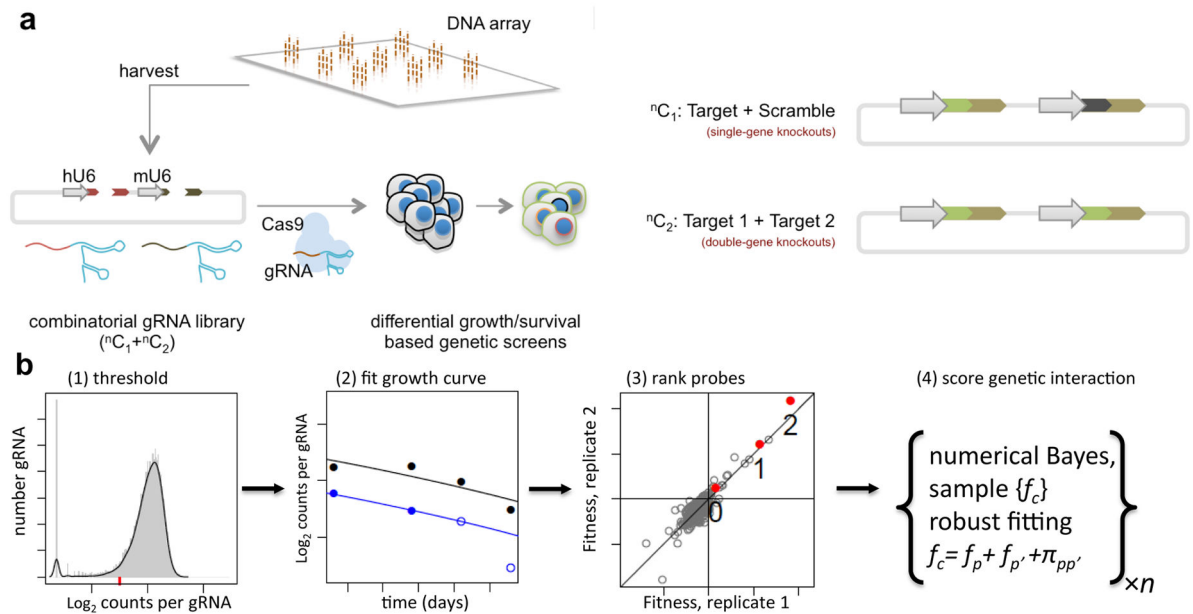 a
DNA array
harvest
hU6
mU6
Cas9
gRNA
combinatorial gRNA library
(ⁿC₁+ⁿC₂)
differential growth/survival
based genetic screens
ⁿC₁: Target + Scramble
(single-gene knockouts)
ⁿC₂: Target 1 + Target 2
(double-gene knockouts)
b
(1) threshold
number gRNA
Log₂ counts per gRNA
(2) fit growth curve
Log₂ counts per gRNA
time (days)
(3) rank probes
Fitness, replicate 2
2
1
0
Fitness, replicate 1
(4) score genetic interaction
numerical Bayes,
sample {f_c}
robust fitting
f_c = f_p + f_p′ + π_pp′
×n